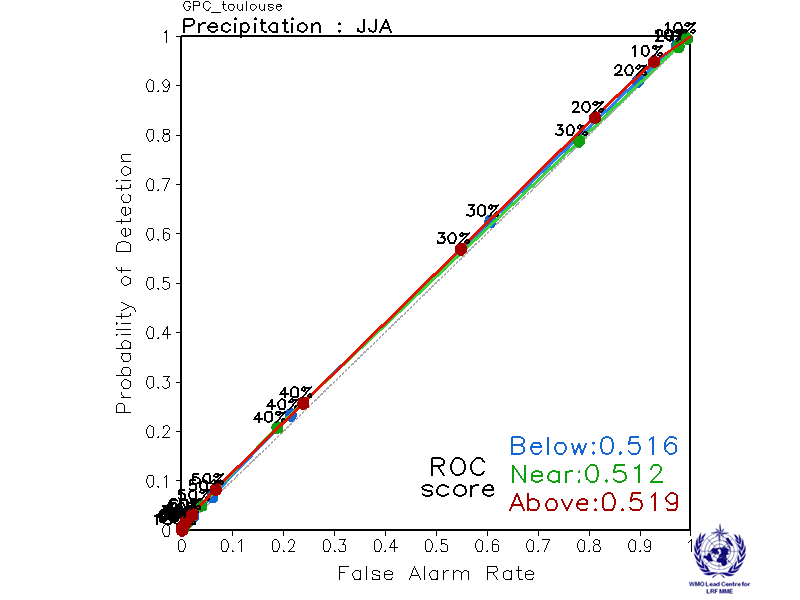 GPC_toulouse
Precipitation : JJA
1
0.9
0.8
0.7
0.6
0.5
0.4
0.3
0.2
0.1
0
Probability of Detection
10%
20%
10%
20%
20%
30%
30%
30%
40%
40%
40%
50%
50%
50%
ROC
score
Below:0.516
Near:0.512
Above:0.519
0 0.1 0.2 0.3 0.4 0.5 0.6 0.7 0.8 0.9 1
False Alarm Rate
WMO Lead Centre for
LRF MME